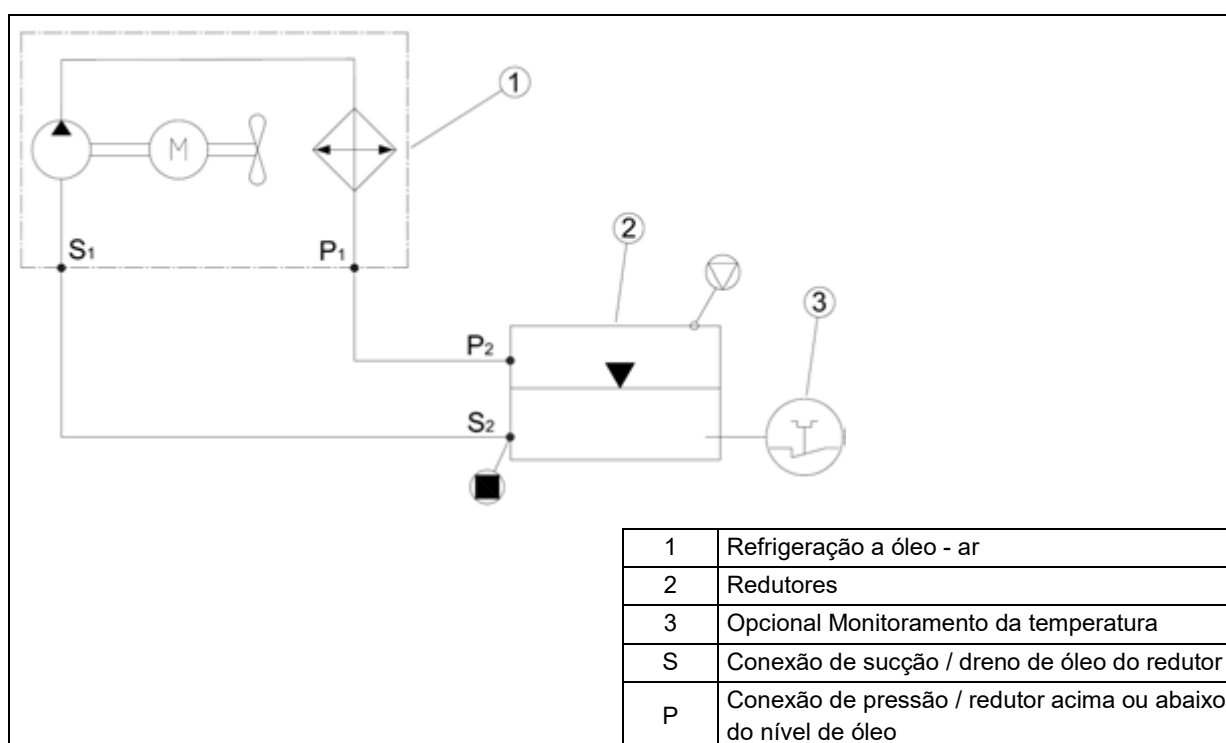 1
M
S1
P1
2
3
P2
S2
1 Refrigeração a óleo - ar
2 Redutores
3 Opcional Monitoramento da temperatura
S Conexão de sucção / dreno de óleo do redutor
P Conexão de pressão / redutor acima ou abaixo
do nível de óleo